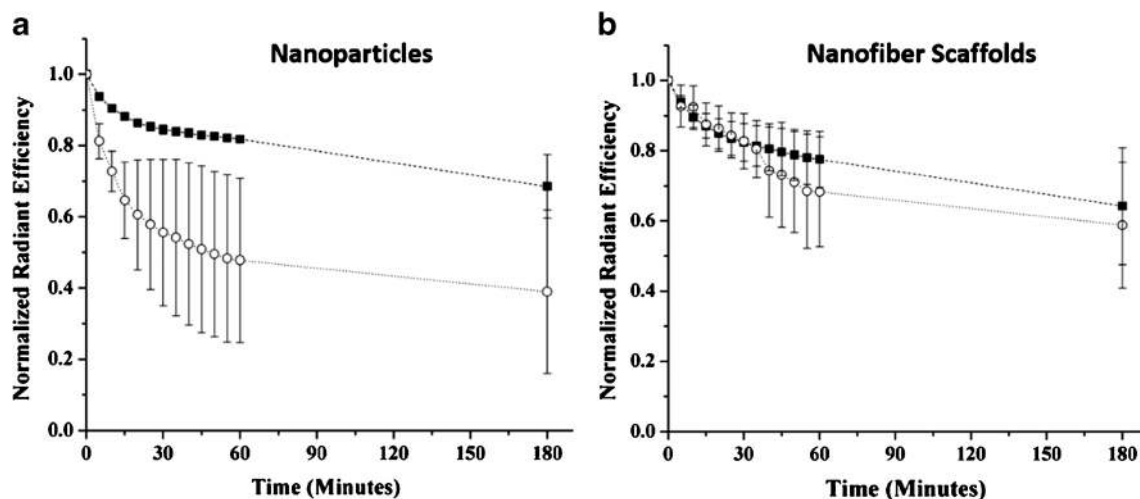 a
Nanoparticles
Normalized Radiant Efficiency
1.0
0.8
0.6
0.4
0.2
0.0
0 30 60 90 120 150 180
Time (Minutes)
b
Nanofiber Scaffolds
Normalized Radiant Efficiency
1.0
0.8
0.6
0.4
0.2
0.0
0 30 60 90 120 150 180
Time (Minutes)